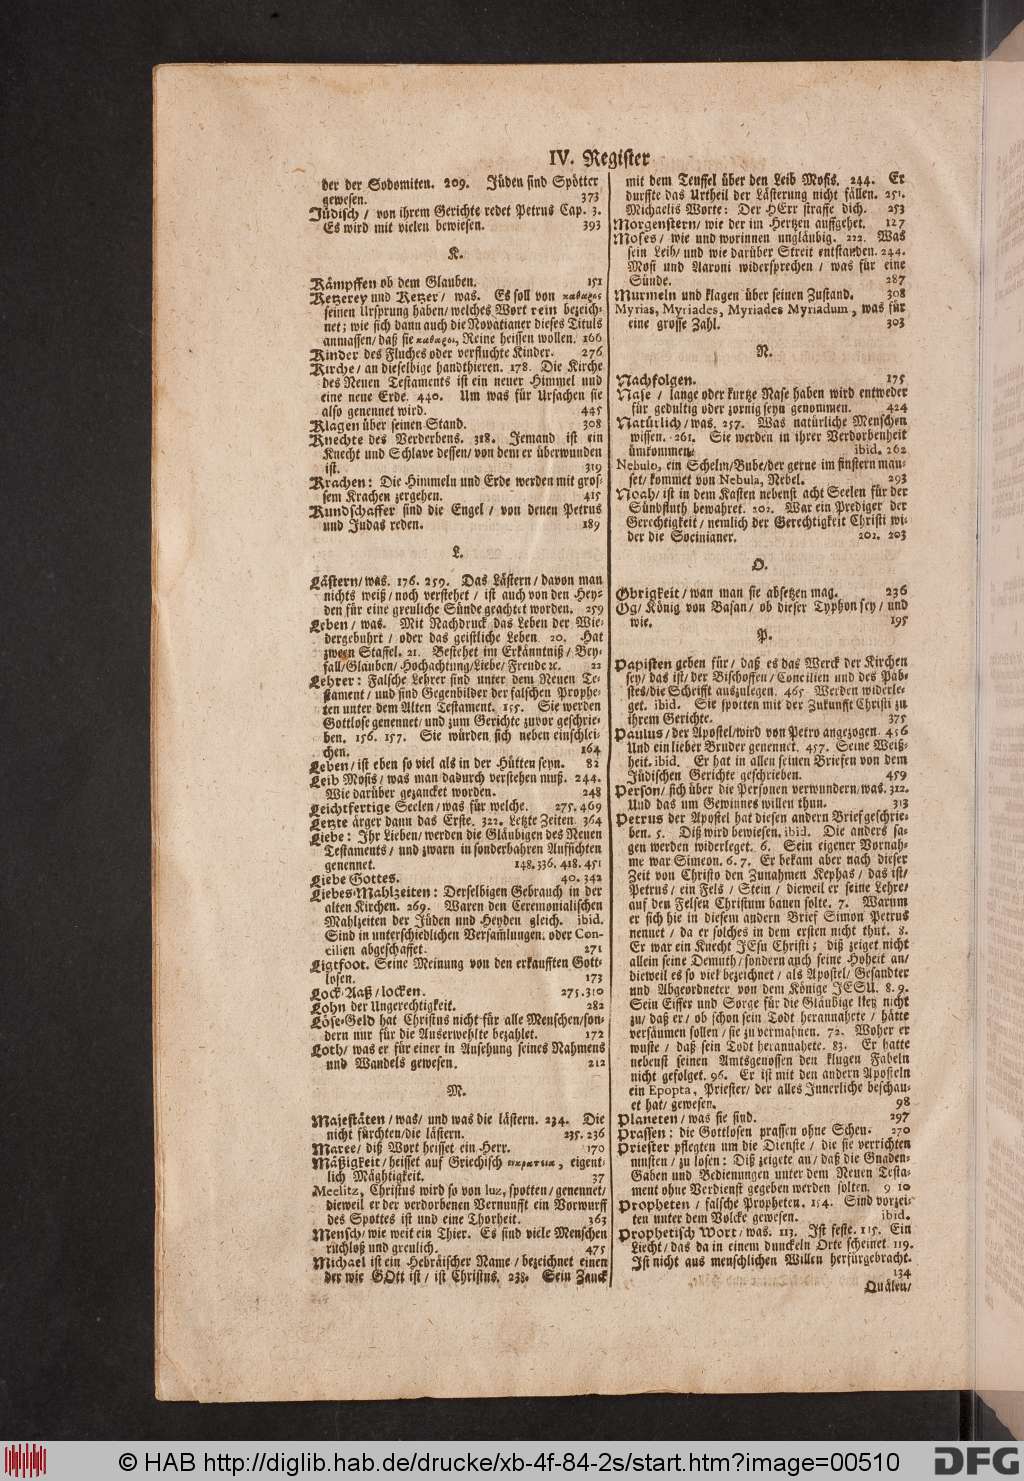 IV. Register
der der Sodomiten. 209. Jüden sind Spötter
gewesen. 373
Jüdisch / von ihrem Gerichte redet Petrus Cap. 3.
Es wird mit vielen bewiesen. 393
K.
Kämpffen ob dem Glauben. 151
Ketzerey und Ketzer / was. Es soll von καθαρος
seinen Ursprung haben/ welches Wort rein bezeich-
net; wie sich dann auch die Novatianer dieses Tituls
anmassen/ daß sie καθαροι, Reine heissen wollen. 166
Kinder des Fluches oder verfluchte Kinder. 276
Kirche / an dieselbige handthieren. 178. Die Kirche
des Neuen Testaments ist ein neuer Himmel und
eine neue Erde. 440. Um was für Ursachen sie
also genennet wird. 445
Klagen über seinen Stand. 308
Knechte des Verderbens. 318. Jemand ist ein
Knecht und Schlave dessen/ von dem er überwunden
ist. 319
Krachen: Die Himmeln und Erde werden mit gros-
sem Krachen zergehen. 415
Kundschaffer sind die Engel / von denen Petrus
und Judas reden. 189
L.
Lästern/ was. 176. 259. Das Lästern / davon man
nichts weiß / noch verstehet / ist auch von den Hey-
den für eine greuliche Sünde geachtet worden. 259
Leben / was. Mit Nachdruck das Leben der Wie-
dergebuhrt / oder das geistliche Leben. 20. Hat
zween Staffel. 21. Bestehet im Erkänntniß / Bey-
fall/ Glauben/ Hochachtung/ Liebe/ Freude ꝛc. 22
Lehrer: Falsche Lehrer sind unter dem Neuen Te-
stament / und sind Gegenbilder der falschen Prophe-
ten unter dem Alten Testament. 155. Sie werden
Gottlose genennet/ und zum Gerichte zuvor geschrie-
ben. 156. 157. Sie würden sich neben einschlei-
chen. 164
Leben / ist eben so viel als in der Hütten seyn. 82
Leib Mosis / was man dadurch verstehen muß. 244.
Wie darüber gezancket worden. 248
Leichtfertige Seelen / was für welche. 275. 469
Letzte ärger dann das Erste. 322. Letzte Zeiten. 364
Liebe: Ihr Lieben/ werden die Gläubigen des Neuen
Testaments / und zwarn in sonderbahren Aufsichten
genennet. 148. 336. 418. 451
Liebe Gottes. 40. 342
Liebes-Mahlzeiten: Derselbigen Gebrauch in der
alten Kirchen. 269. Waren den Ceremonialischen
Mahlzeiten der Jüden und Heyden gleich. ibid.
Sind in unterschiedlichen Versam̃lungen oder Con-
cilien abgeschaffet. 271
Ligtfoot. Seine Meinung von den erkaufften Gott-
losen. 173
Lock-Aaß / locken. 275. 310
Lohn der Ungerechtigkeit. 282
Löse-Geld hat Christus nicht für alle Menschen/ son-
dern nur für die Auserwehlte bezahlet. 172
Loth/ was er für einer in Ansehung seines Nahmens
und Wandels gewesen. 212
M.
Majestäten / was/ und was die lästern. 234. Die
nicht fürchten/ die lästern. 235. 236
Maree/ diß Wort heisset ein Herr. 170
Mäßigkeit/ heisset auf Griechisch εγκρατεια, eigent-
lich Mäghtigkeit. 37
Meelitz, Christus wird so von luz, spotten / genennet/
dieweil er der verdorbenen Vernunfft ein Vorwurff
des Spottes ist und eine Thorheit. 363
Mensch/ wie weit ein Thier. Es sind viele Menschen
ruchloß und greulich. 475
Michael ist ein Hebräischer Name / bezeichnet einen
der wie GOtt ist / ist Christus. 238. Sein Zanck
mit dem Teuffel über den Leib Mosis. 244. Er
durffte das Urtheil der Lästerung nicht fällen. 251.
Michaelis Worte: Der HErr straffe dich. 253
Morgenstern/ wie der im Hertzen auffgehet. 127
Moses / wie und worinnen ungläubig. 222. Was
sein Leib/ und wie darüber Streit entstanden. 244.
Mosi und Aaroni widersprechen / was für eine
Sünde. 287
Murmeln und klagen über seinen Zustand. 308
Myrias, Myriades, Myriades Myriadum, was für
eine grosse Zahl. 303
N.
Nachfolgen. 175
Nase / lange oder kurtze Nase haben wird entweder
für gedultig oder zornig seyn genommen. 424
Natürlich / was. 257. Was natürliche Menschen
wissen. 261. Sie werden in ihrer Verdorbenheit
umkommen. ibid. 262
Nebulo, ein Schelm/ Bube/ der gerne im finstern mau-
set/ kommet von Nebula, Nebel. 293
Noah/ ist in dem Kasten nebenst acht Seelen für der
Sündfluth bewahret. 202. War ein Prediger der
Gerechtigkeit / nemlich der Gerechtigkeit Christi wi-
der die Socinianer. 202. 203
O.
Obrigkeit / wan man sie absetzen mag. 236
Og/ König von Basan / ob dieser Typhon sey / und
wie. 195
P.
Papisten geben für / daß es das Werck der Kirchen
sey/ das ist/ der Bischoffen / Concilien und des Päb-
stes/ die Schrifft auszulegen. 465 Werden widerle-
get. ibid. Sie spotten mit der Zukunfft Christi zu
ihrem Gerichte. 375
Paulus / der Apostel/ wird von Petro angezogen. 456
Und ein lieber Bruder genennet. 457. Seine Weiß-
heit. ibid. Er hat in allen seinen Briefen von dem
Jüdischen Gerichte geschrieben. 459
Person/ sich über die Personen verwundern/ was. 312.
Und das um Gewinnes willen thun. 313
Petrus der Apostel hat diesen andern Brief geschrie-
ben. 5. Diß wird bewiesen. ibid. Die anders sa-
gen werden widerleget. 6. Sein eigener Vornah-
me war Simeon. 6. 7. Er bekam aber nach dieser
Zeit von Christo den Zunahmen Kephas / das ist/
Petrus / ein Fels / Stein / dieweil er seine Lehre/
auf den Felsen Christum bauen solte. 7. Warum
er sich hie in diesem andern Brief Simon Petrus
nennet / da er solches in dem ersten nicht thut. 8.
Er war ein Knecht JEsu Christi; diß zeiget nicht
allein seine Demuth/ sondern auch seine Hoheit an/
dieweil es so viel bezeichnet / als Apostel/ Gesandter
und Abgeordneter von dem Könige JESU. 8. 9.
Sein Eiffer und Sorge für die Gläubige ließ nicht
zu/ daß er / ob schon sein Todt herannahete / hätte
versäumen sollen / sie zu vermahnen. 72. Woher er
wuste / daß sein Todt herannahete. 83. Er hatte
nebenst seinen Amtsgenossen den klugen Fabeln
nicht gefolget. 96. Er ist mit den andern Aposteln
ein Epopta, Priester/ der alles Innerliche beschau-
et hat/ gewesen. 98
Planeten / was sie sind. 297
Prassen: die Gottlosen prassen ohne Scheu. 270
Priester pflegten um die Dienste / die sie verrichten
musten / zu losen: Diß zeigete an / daß die Gnaden-
Gaben und Bedienungen unter dem Neuen Testa-
ment ohne Verdienst gegeben werden solten. 9 10
Propheten / falsche Propheten. 154. Sind vorzei-
ten unter dem Volcke gewesen. ibid.
Prophetisch Wort / was. 113. Ist feste. 115. Ein
Liecht / das da in einem dunckeln Orte scheinet. 119.
Ist nicht aus menschlichen Willen herfürgebracht.
134
Quälen/
© HAB http://diglib.hab.de/drucke/xb-4f-84-2s/start.htm?image=00510
DFG